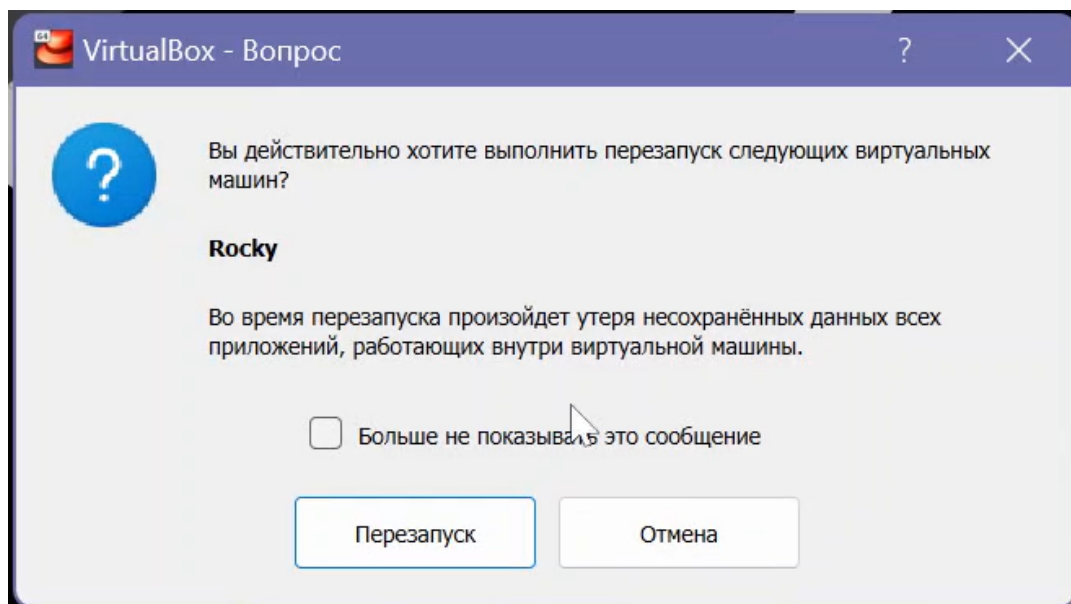 64
VirtualBox - Вопрос
?
?
Вы действительно хотите выполнить перезапуск следующих виртуальных
машин?
Rocky
Во время перезапуска произойдет утеря несохранённых данных всех
приложений, работающих внутри виртуальной машины.
Больше не показывать это сообщение
Перезапуск Отмена